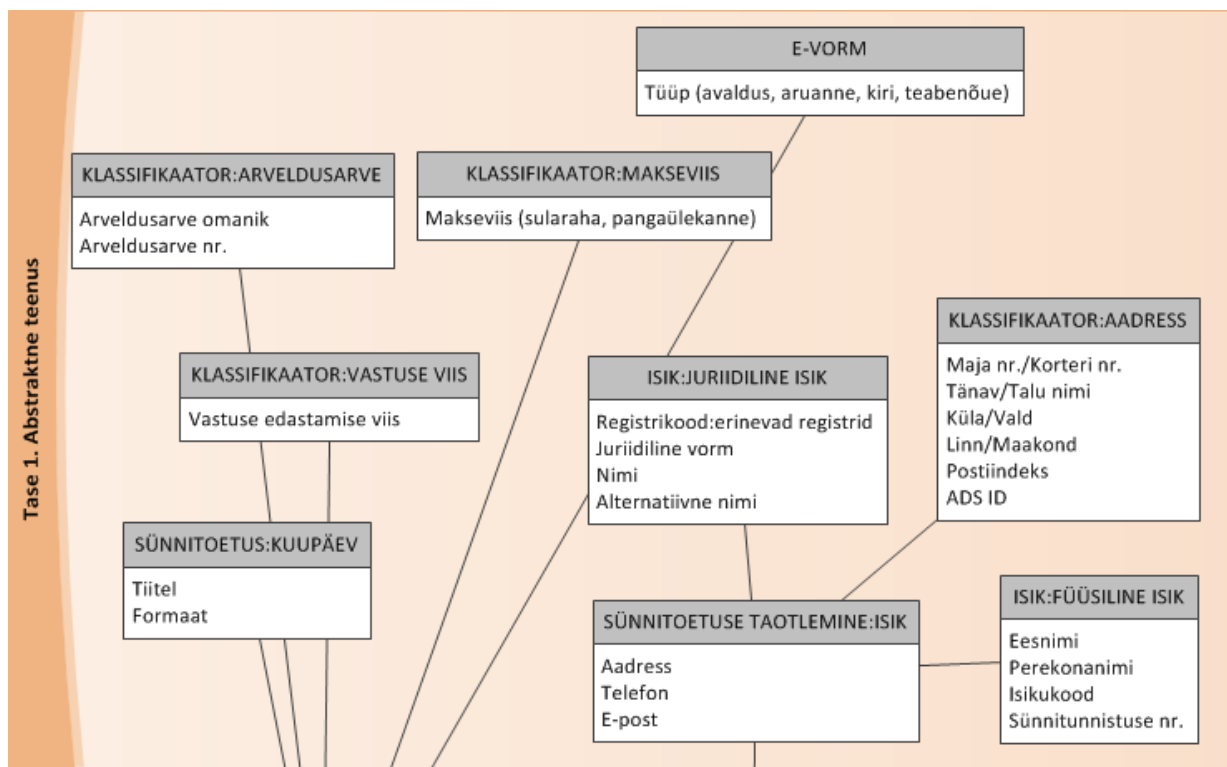 E-VORM
Tüüp (avaldus, aruanne, kiri, teabenõue)
KLASSIFIKAATOR:ARVELDUSARVE
Arveldusarve omanik
Arveldusarve nr.
KLASSIFIKAATOR:MAKSEVIIS
Makseviis (sularaha, pangaülekanne)
Tase 1. Abstraktne teenus
KLASSIFIKAATOR:VASTUSE VIIS
Vastuse edastamise viis
ISIK:JURIIDILINE ISIK
Registrikood:erinevad registrid
Juriidiline vorm
Nimi
Alternatiivne nimi
KLASSIFIKAATOR:AADRESS
Maja nr./Korteri nr.
Tänav/Talu nimi
Küla/Vald
Linn/Maakond
Postiindeks
ADS ID
SÜNNITOETUS:KUUPÄEV
Tiitel
Formaat
SÜNNITOETUSE TAOTLEMINE:ISIK
Aadress
Telefon
E-post
ISIK:FÜÜSILINE ISIK
Eesnimi
Perekonanimi
Isikukood
Sünnitunnistuse nr.